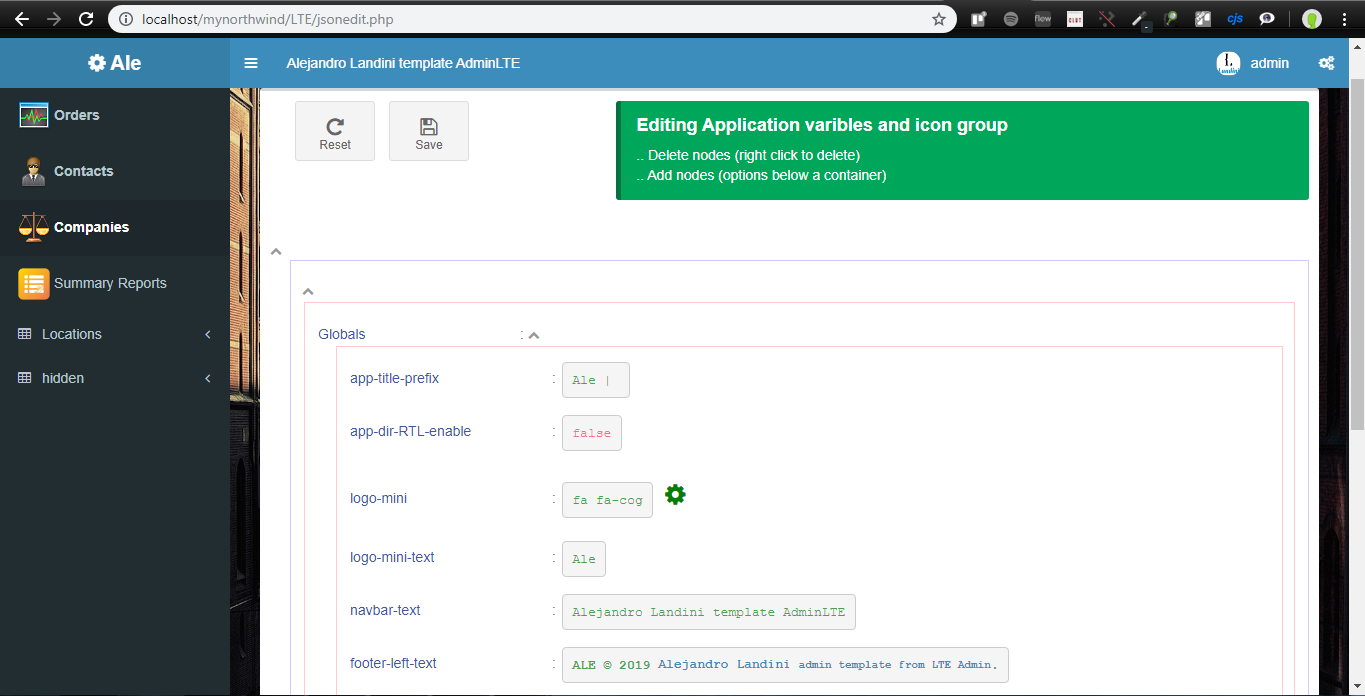 localhost/mynorthwind/LTE/jsonedit.php
flow
CLUT
cjs
Ale
Alejandro Landini template AdminLTE
admin
Orders
Contacts
Companies
Summary Reports
Locations
hidden
Reset
Save
Editing Application varibles and icon group
.. Delete nodes (right click to delete)
.. Add nodes (options below a container)
Globals :
app-title-prefix : Ale |
app-dir-RTL-enable : false
logo-mini : fa fa-cog
logo-mini-text : Ale
navbar-text : Alejandro Landini template AdminLTE
footer-left-text : ALE © 2019 Alejandro Landini admin template from LTE Admin.